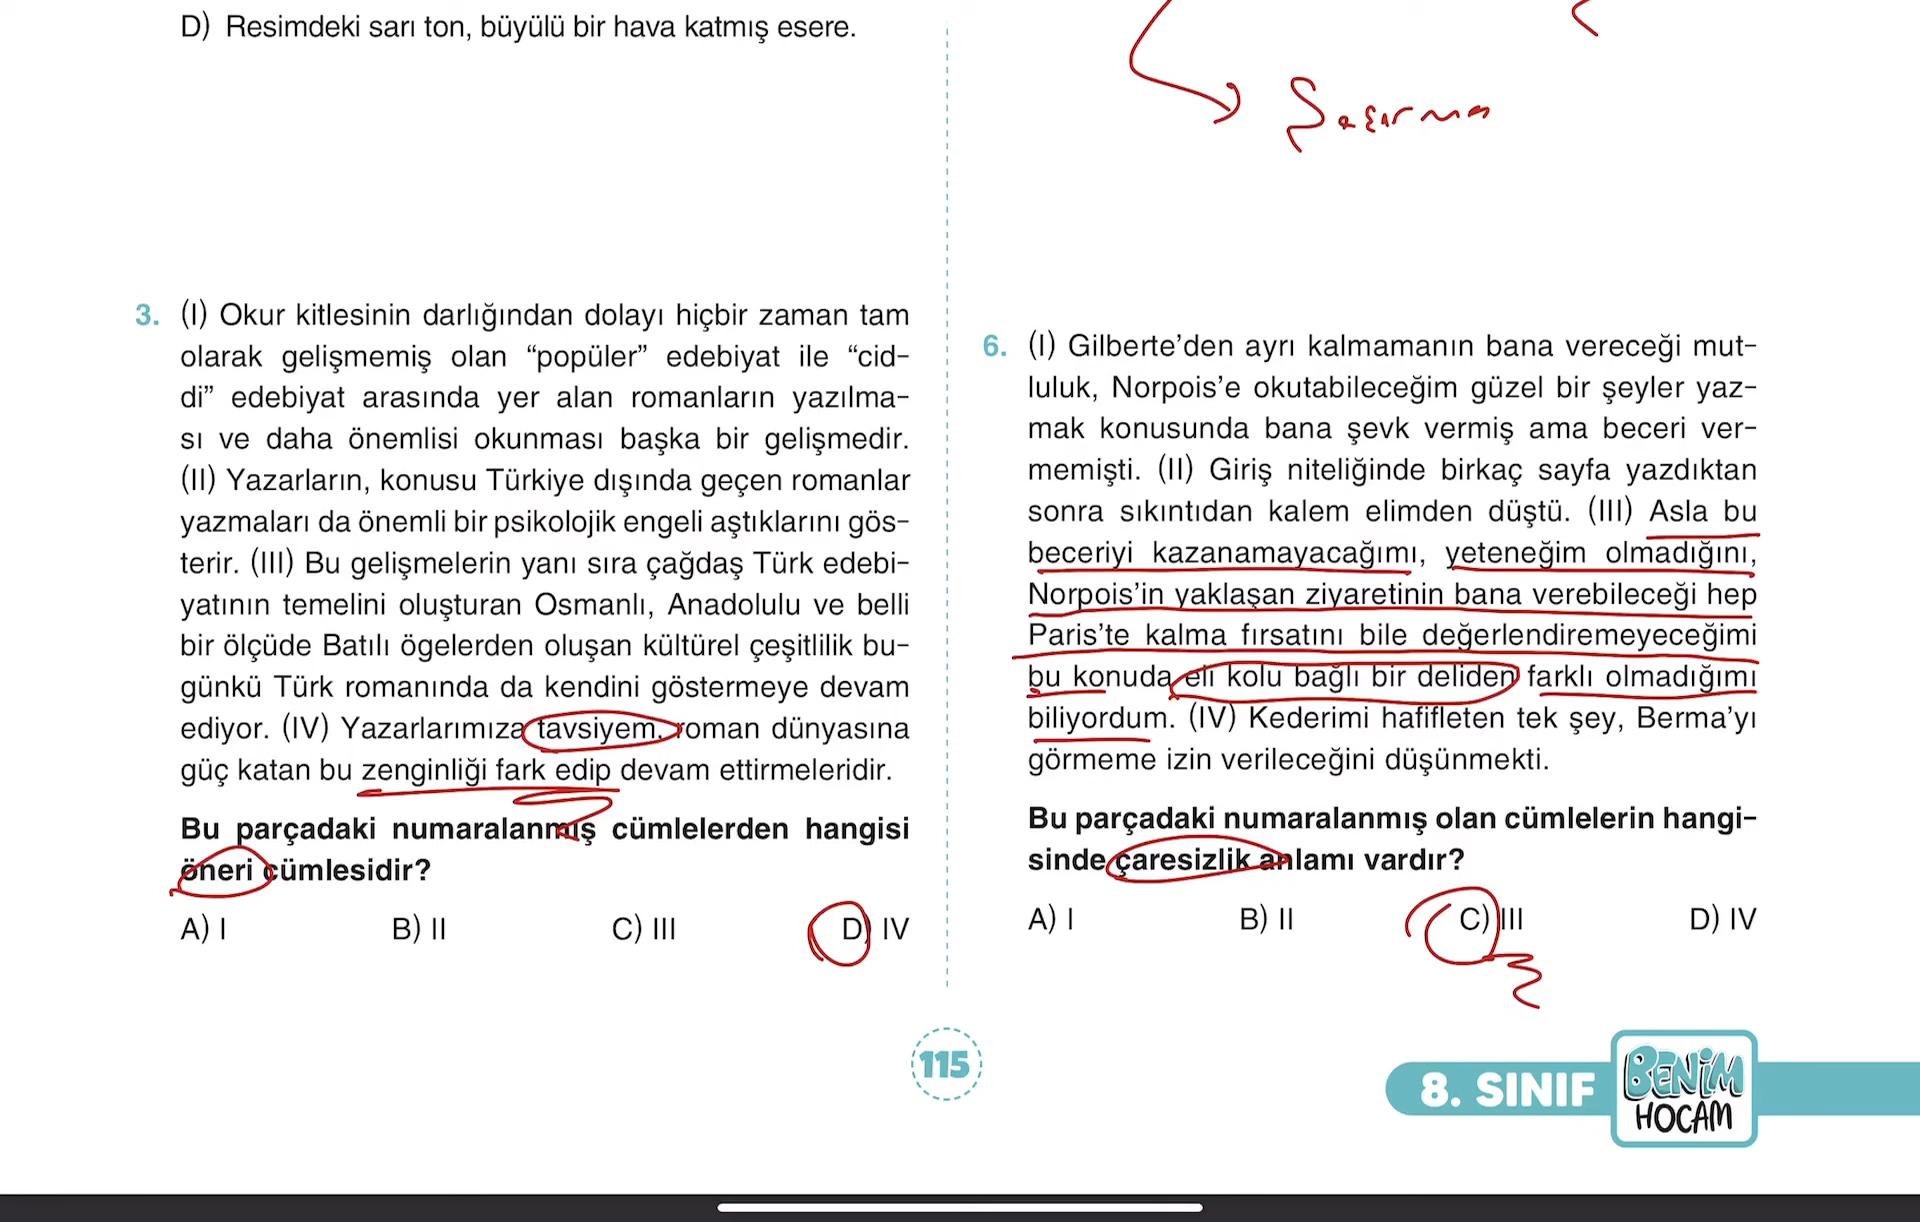 D) Resimdeki sarı ton, büyülü bir hava katmış esere.
3. (I) Okur kitlesinin darlığından dolayı hiçbir zaman tam
olarak gelişmemiş olan “popüler” edebiyat ile “cid-
di” edebiyat arasında yer alan romanların yazılma-
sı ve daha önemlisi okunması başka bir gelişmedir.
(II) Yazarların, konusu Türkiye dışında geçen romanlar
yazmaları da önemli bir psikolojik engeli aştıklarını gös-
terir. (III) Bu gelişmelerin yanı sıra çağdaş Türk edebi-
yatının temelini oluşturan Osmanlı, Anadolulu ve belli
bir ölçüde Batılı ögelerden oluşan kültürel çeşitlilik bu-
günkü Türk romanında da kendini göstermeye devam
ediyor. (IV) Yazarlarımıza tavsiyem, roman dünyasına
güç katan bu zenginliği fark edip devam ettirmeleridir.
Bu parçadaki numaralanmış cümlelerden hangisi
öneri cümlesidir?
A) I B) II C) III D) IV
Şaşırma
6. (I) Gilberte’den ayrı kalmamanın bana vereceği mut-
luluk, Norpois’e okutabileceğim güzel bir şeyler yaz-
mak konusunda bana şevk vermiş ama beceri ver-
memişti. (II) Giriş niteliğinde birkaç sayfa yazdıktan
sonra sıkıntıdan kalem elimden düştü. (III) Asla bu
beceriyi kazanamayacağımı, yeteneğim olmadığını,
Norpois’in yaklaşan ziyaretinin bana verebileceği hep
Paris’te kalma fırsatını bile değerlendiremeyeceğimi
bu konuda eli kolu bağlı bir deliden farklı olmadığımı
biliyordum. (IV) Kederimi hafifleten tek şey, Berma’yı
görmeme izin verileceğini düşünmekti.
Bu parçadaki numaralanmış olan cümlelerin hangi-
sinde çaresizlik anlamı vardır?
A) I B) II C) III D) IV
115
8. SINIF
BENİM
HOCAM